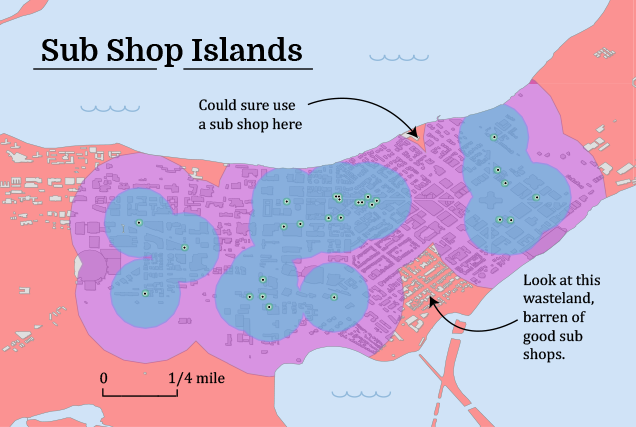 Sub Shop Islands
Could sure use
a sub shop here
Look at this
wasteland,
barren of
good sub
shops.
0 1/4 mile